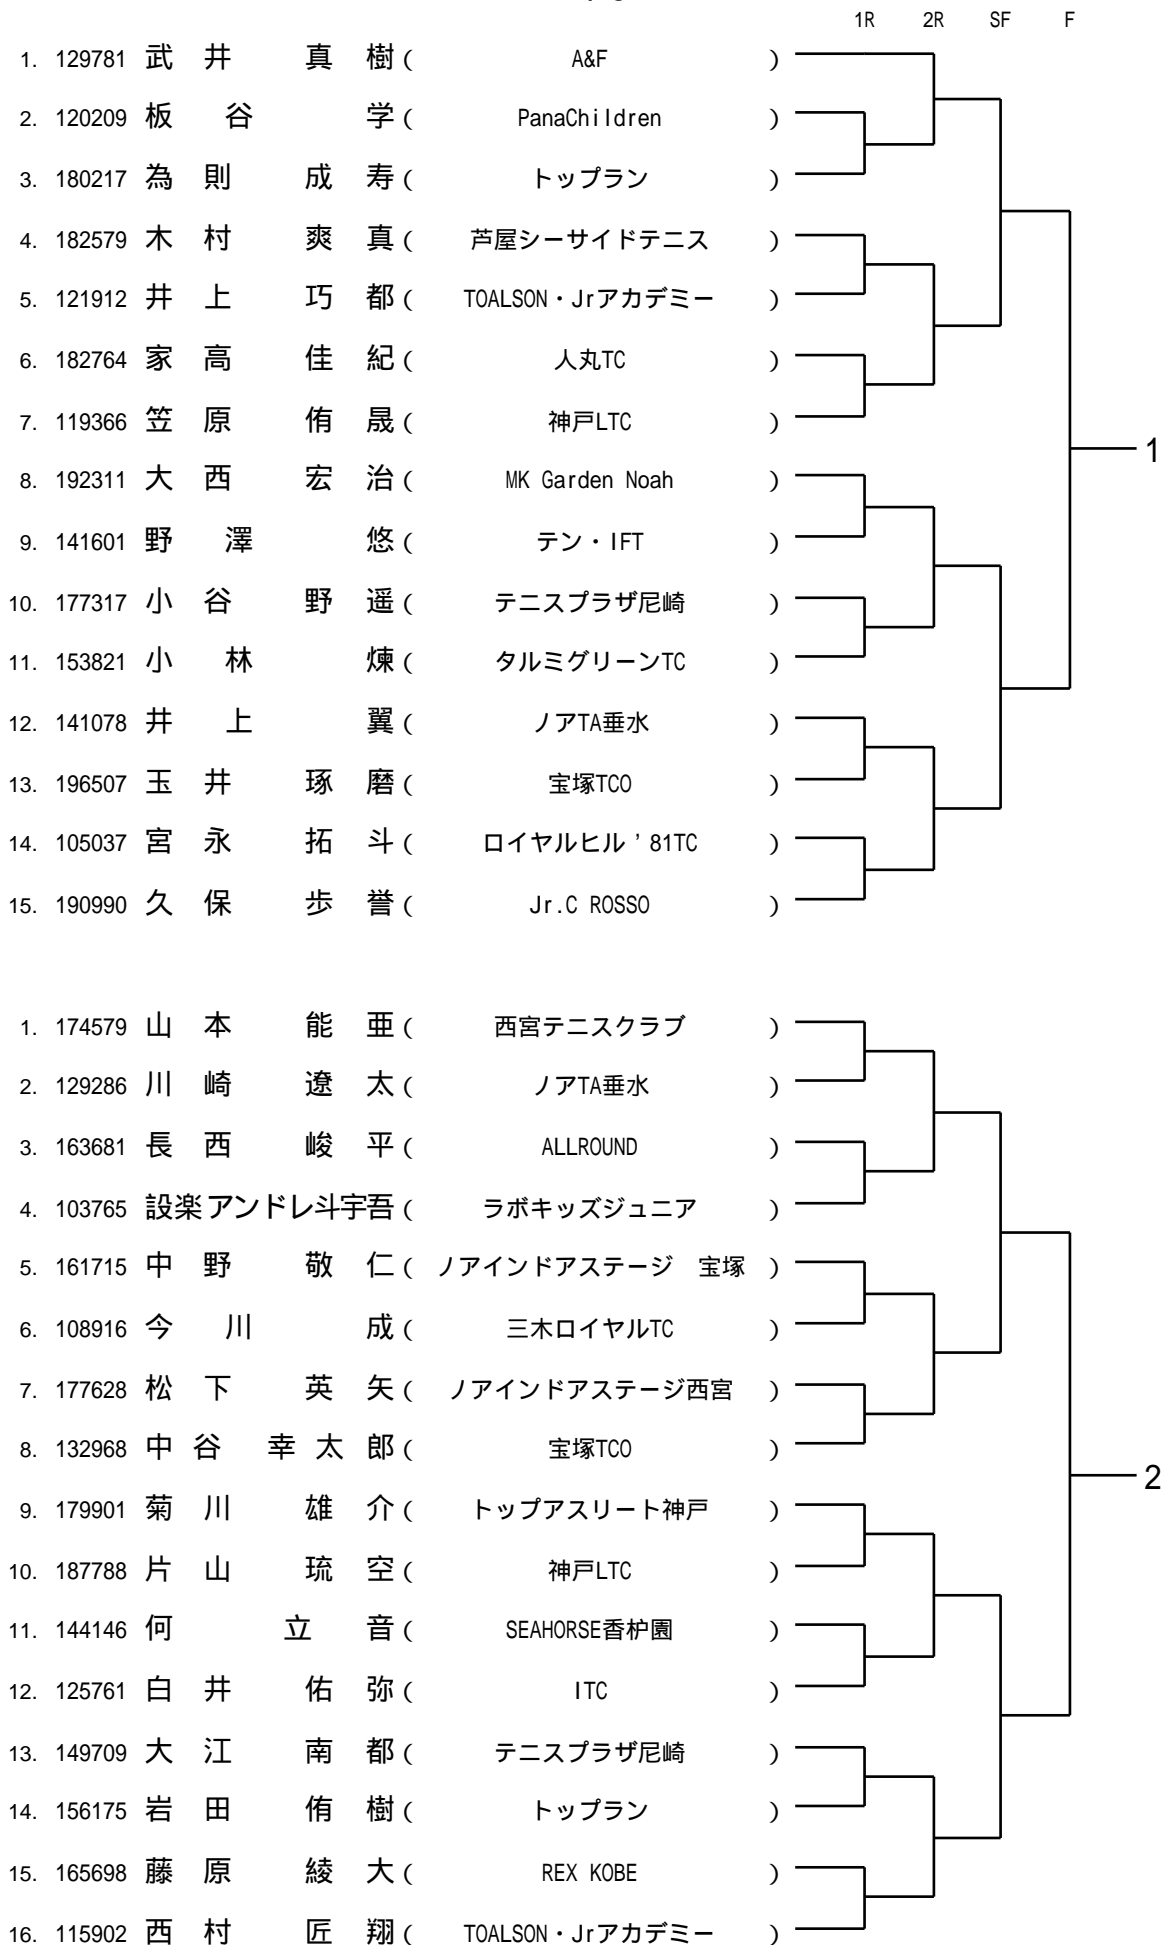 1R 2R SF F
1. 129781 武井 真樹 ( A&F )
2. 120209 板谷 学 ( PanaChildren )
3. 180217 為則 成寿 ( トップラン )
4. 182579 木村 爽真 ( 芦屋シーサイドテニス )
5. 121912 井上 巧都 ( TOALSON・Jrアカデミー )
6. 182764 家高 佳紀 ( 人丸TC )
7. 119366 笠原 侑晟 ( 神戸LTC )
1
8. 192311 大西 宏治 ( MK Garden Noah )
9. 141601 野澤 悠 ( テン・IFT )
10. 177317 小谷 野遥 ( テニスプラザ尼崎 )
11. 153821 小林 煉 ( タルミグリーンTC )
12. 141078 井上 翼 ( ノアTA垂水 )
13. 196507 玉井 琢磨 ( 宝塚TCO )
14. 105037 宮永 拓斗 ( ロイヤルヒル'81TC )
15. 190990 久保 歩誉 ( Jr.C ROSSO )
1. 174579 山本 能亜 ( 西宮テニスクラブ )
2. 129286 川崎 遼太 ( ノアTA垂水 )
3. 163681 長西 峻平 ( ALLROUND )
4. 103765 設楽アンドレ斗宇吾 ( ラボキッズジュニア )
5. 161715 中野 敬仁 ( ノアインドアステージ 宝塚 )
6. 108916 今川 成 ( 三木ロイヤルTC )
7. 177628 松下 英矢 ( ノアインドアステージ西宮 )
8. 132968 中谷 幸太郎 ( 宝塚TCO )
2
9. 179901 菊川 雄介 ( トップアスリート神戸 )
10. 187788 片山 琉空 ( 神戸LTC )
11. 144146 何 立音 ( SEAHORSE香枦園 )
12. 125761 白井 佑弥 ( ITC )
13. 149709 大江 南都 ( テニスプラザ尼崎 )
14. 156175 岩田 侑樹 ( トップラン )
15. 165698 藤原 綾大 ( REX KOBE )
16. 115902 西村 匠翔 ( TOALSON・Jrアカデミー )